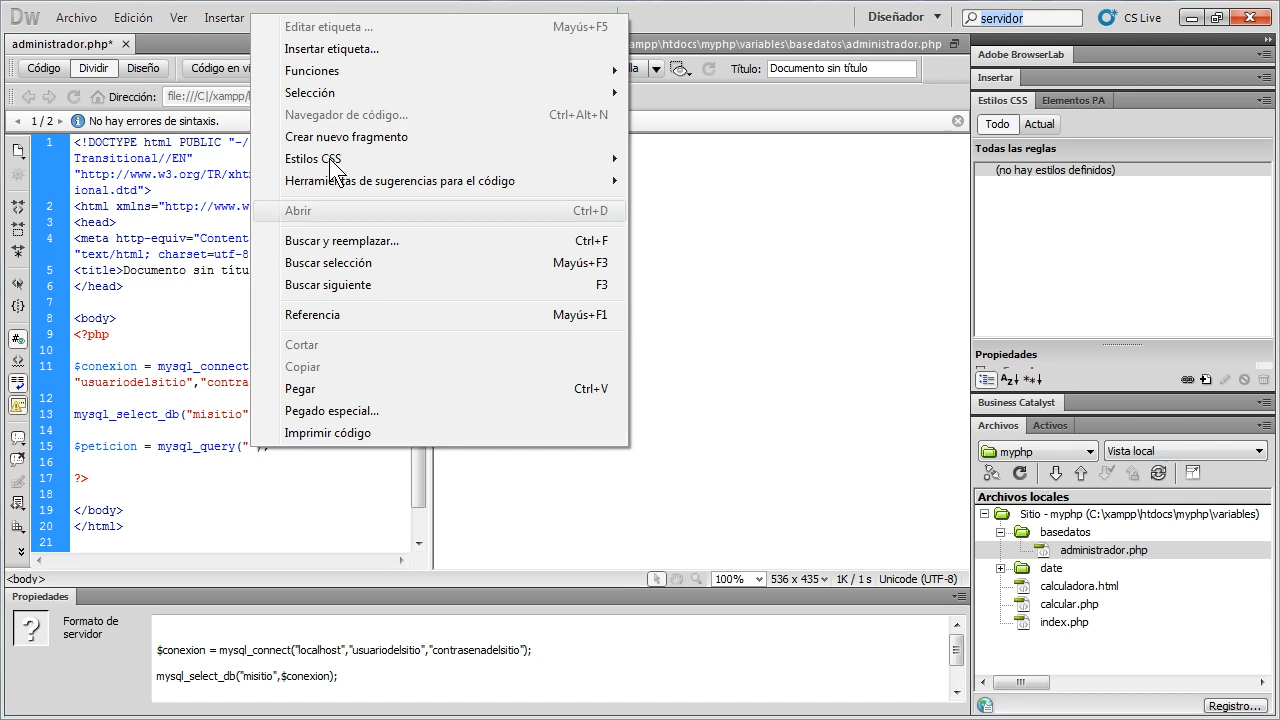 Dw
Archivo
Edición
Ver
Insertar
Diseñador
servidor
CS Live
administrador.php*
ampp\htdocs\myphp\variables\basedatos\administrador.php
Código
Dividir
Diseño
Código en vi
lla
Título:
Documento sin título
Dirección:
file:///C|/xampp/
1 / 2
No hay errores de sintaxis.
Editar etiqueta ... Mayús+F5
Insertar etiqueta...
Funciones
Selección
Navegador de código... Ctrl+Alt+N
Crear nuevo fragmento
Estilos CSS
Herramientas de sugerencias para el código
Abrir Ctrl+D
Buscar y reemplazar... Ctrl+F
Buscar selección Mayús+F3
Buscar siguiente F3
Referencia Mayús+F1
Cortar
Copiar
Pegar Ctrl+V
Pegado especial...
Imprimir código
1 <!DOCTYPE html PUBLIC "-/
Transitional//EN"
"http://www.w3.org/TR/xht
ional.dtd">
2 <html xmlns="http://www.w
3 <head>
4 <meta http-equiv="Content
"text/html; charset=utf-8
5 <title>Documento sin títu
6 </head>
7
8 <body>
9 <?php
10
11 $conexion = mysql_connect
"usuariodelsitio","contras
12
13 mysql_select_db("misitio"
14
15 $peticion = mysql_query("");
16
17 ?>
18
19 </body>
20 </html>
21
<body>
100%
536 x 435
1K / 1 s
Unicode (UTF-8)
Propiedades
Formato de
servidor
$conexion = mysql_connect("localhost","usuariodelsitio","contrasenadelsitio");
mysql_select_db("misitio",$conexion);
Adobe BrowserLab
Insertar
Estilos CSS
Elementos PA
Todo
Actual
Todas las reglas
(no hay estilos definidos)
Propiedades
Business Catalyst
Archivos
Activos
myphp
Vista local
Archivos locales
Sitio - myphp (C:\xampp\htdocs\myphp\variables)
basedatos
administrador.php
date
calculadora.html
calcular.php
index.php
Registro...